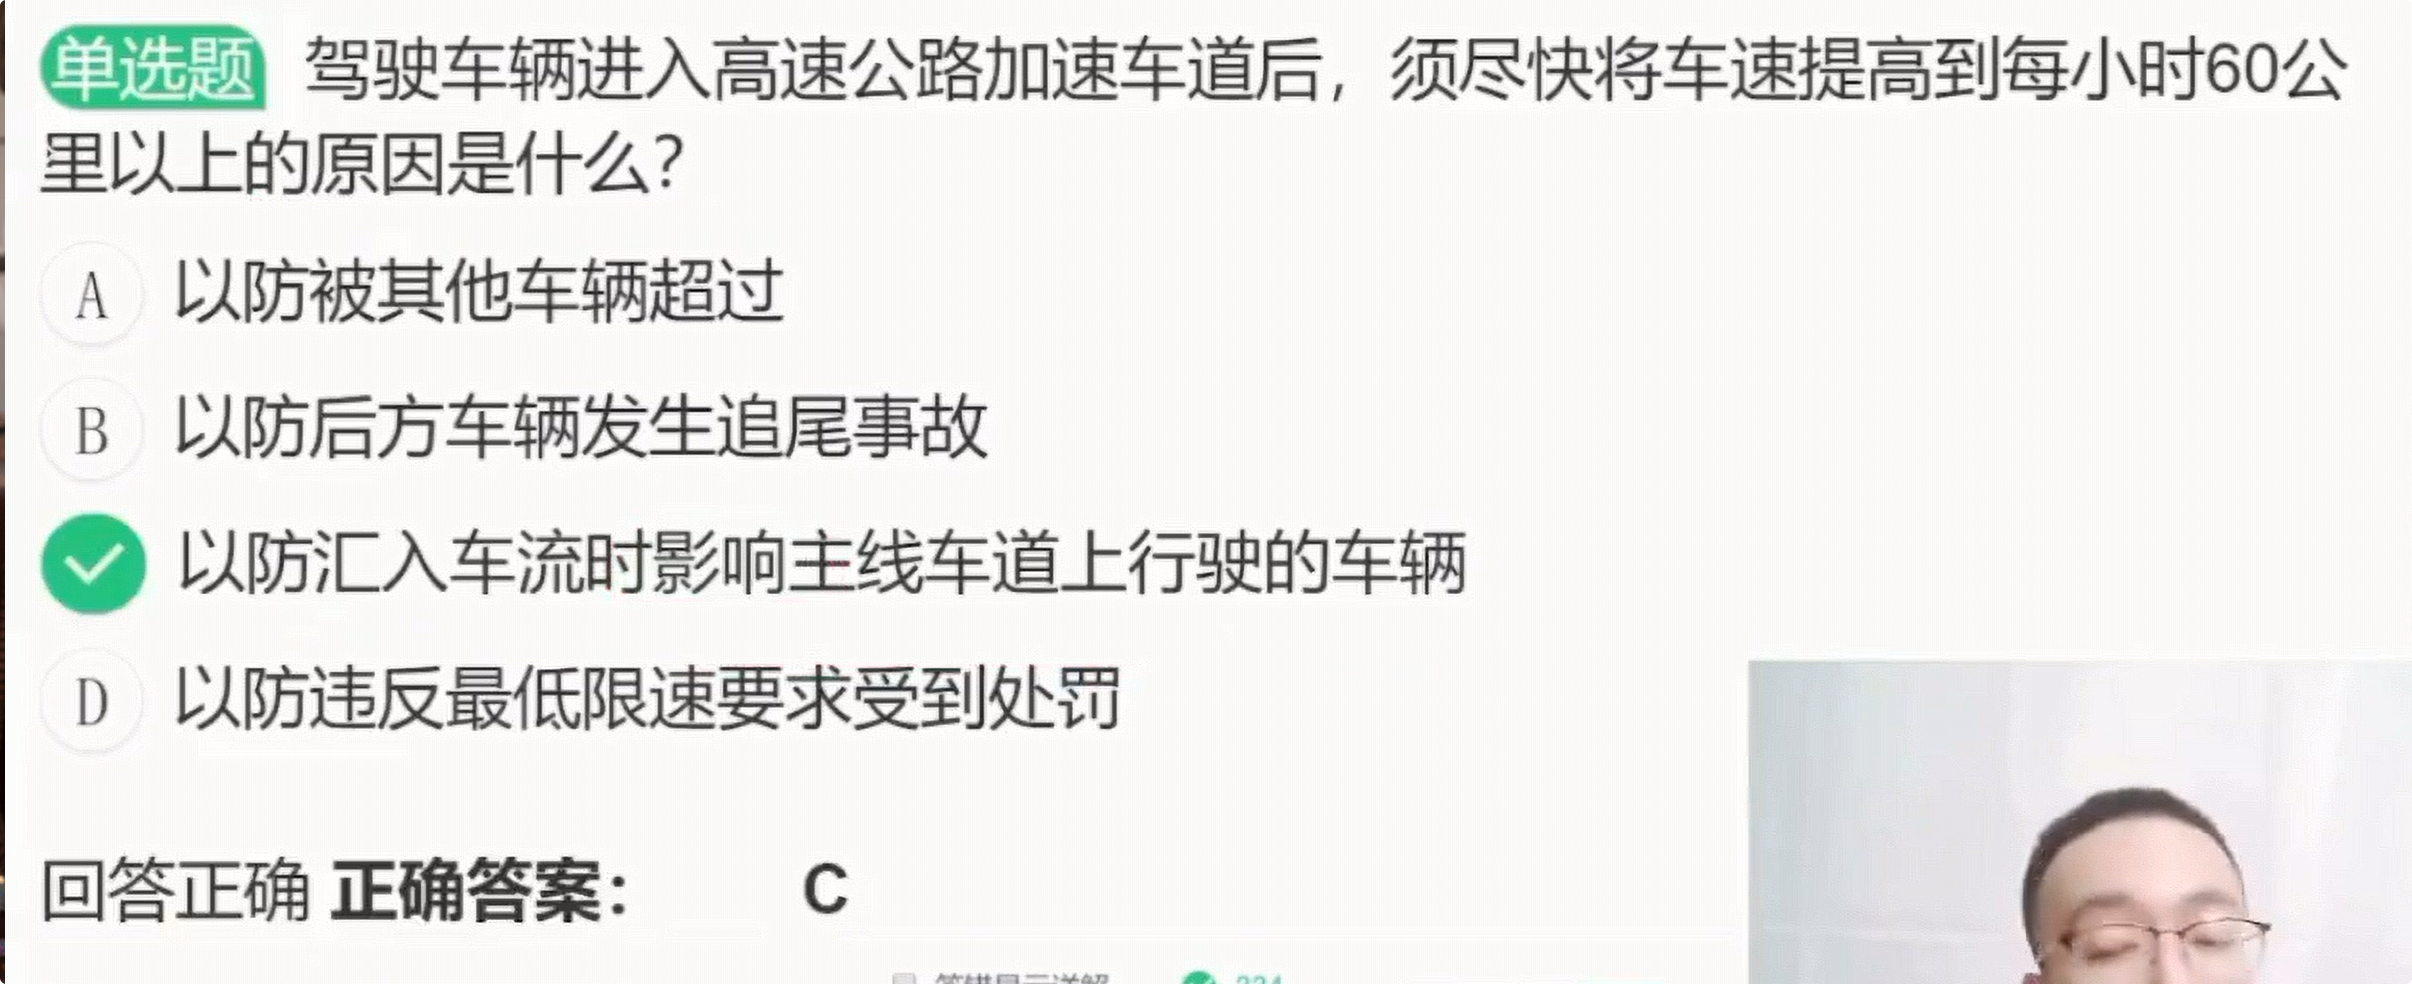 单选题 驾驶车辆进入高速公路加速车道后，须尽快将车速提高到每小时60公
里以上的原因是什么？
A 以防被其他车辆超过
B 以防后方车辆发生追尾事故
以防汇入车流时影响主线车道上行驶的车辆
D 以防违反最低限速要求受到处罚
回答正确 正确答案： C